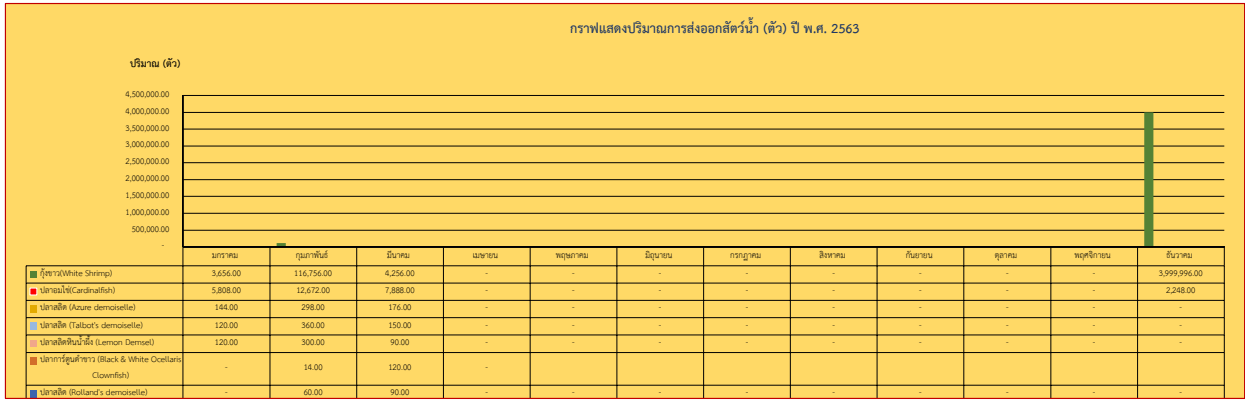 กราฟแสดงปริมาณการส่งออกสัตว์น้ำ (ตัว) ปี พ.ศ. 2563
ปริมาณ (ตัว)
4,500,000.00
4,000,000.00
3,500,000.00
3,000,000.00
2,500,000.00
2,000,000.00
1,500,000.00
1,000,000.00
500,000.00
-
มกราคม กุมภาพันธ์ มีนาคม เมษายน พฤษภาคม มิถุนายน กรกฎาคม สิงหาคม กันยายน ตุลาคม พฤศจิกายน ธันวาคม
กุ้งขาว(White Shrimp) 3,656.00 116,756.00 4,256.00 - - - - - - - - 3,999,996.00
ปลาอมไข่(Cardinalfish) 5,808.00 12,672.00 7,888.00 - - - - - - - - 2,248.00
ปลาสลิด (Azure demoiselle) 144.00 298.00 176.00 - - - - - - - - -
ปลาสลิด (Talbot's demoiselle) 120.00 360.00 150.00 - - - - - - - - -
ปลาสลิดหินน้ำผึ้ง (Lemon Demsel) 120.00 300.00 90.00 - - - - - - - - -
ปลาการ์ตูนดำขาว (Black & White Ocellaris
Clownfish) - 14.00 120.00 -
ปลาสลิด (Rolland's demoiselle) - 60.00 90.00 - - - - - - - - -